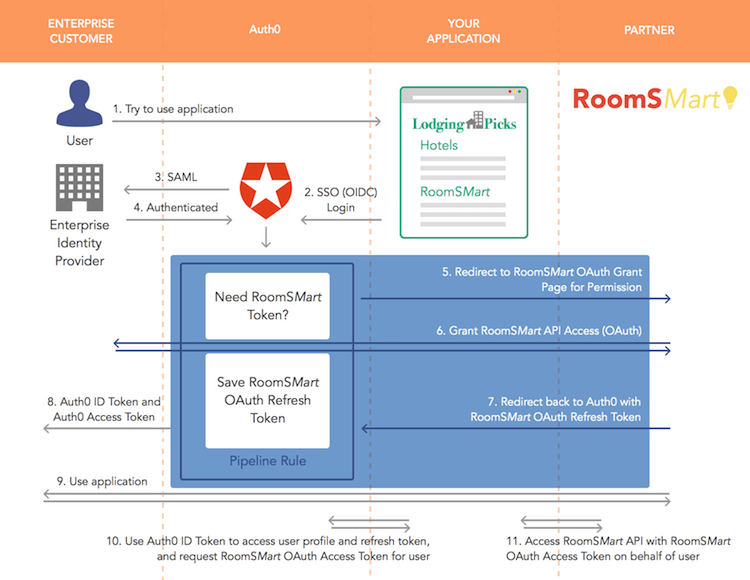 ENTERPRISE
CUSTOMER
Auth0
YOUR
APPLICATION
PARTNER
RoomSMart
User
1. Try to use application
Lodging Picks
Hotels
RoomSMart
3. SAML
4. Authenticated
2. SSO (OIDC)
Login
Enterprise
Identity
Provider
Need RoomSMart
Token?
5. Redirect to RoomSMart OAuth Grant
Page for Permission
6. Grant RoomSMart API Access (OAuth)
Save RoomSMart
OAuth Refresh
Token
7. Redirect back to Auth0 with
RoomSMart OAuth Refresh Token
8. Auth0 ID Token and
Auth0 Access Token
Pipeline Rule
9. Use application
10. Use Auth0 ID Token to access user profile and refresh token,
and request RoomSMart OAuth Access Token for user
11. Access RoomSMart API with RoomSMart
OAuth Access Token on behalf of user